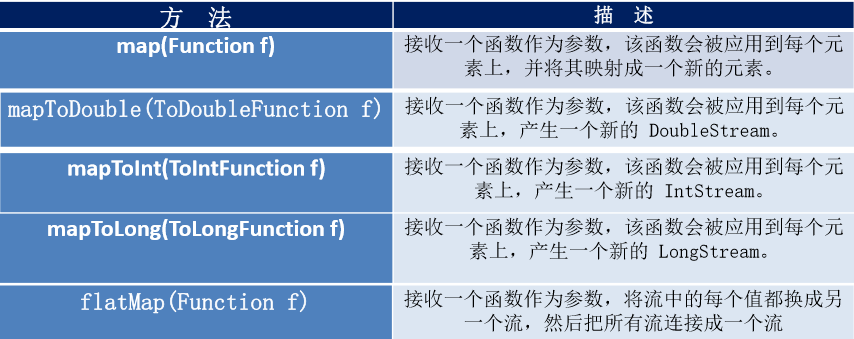 方 法
描 述
map(Function f)
接收一个函数作为参数，该函数会被应用到每个元
素上，并将其映射成一个新的元素。
mapToDouble(ToDoubleFunction f)
接收一个函数作为参数，该函数会被应用到每个元
素上，产生一个新的 DoubleStream。
mapToInt(ToIntFunction f)
接收一个函数作为参数，该函数会被应用到每个元
素上，产生一个新的 IntStream。
mapToLong(ToLongFunction f)
接收一个函数作为参数，该函数会被应用到每个元
素上，产生一个新的 LongStream。
flatMap(Function f)
接收一个函数作为参数，将流中的每个值都换成另
一个流，然后把所有流连接成一个流